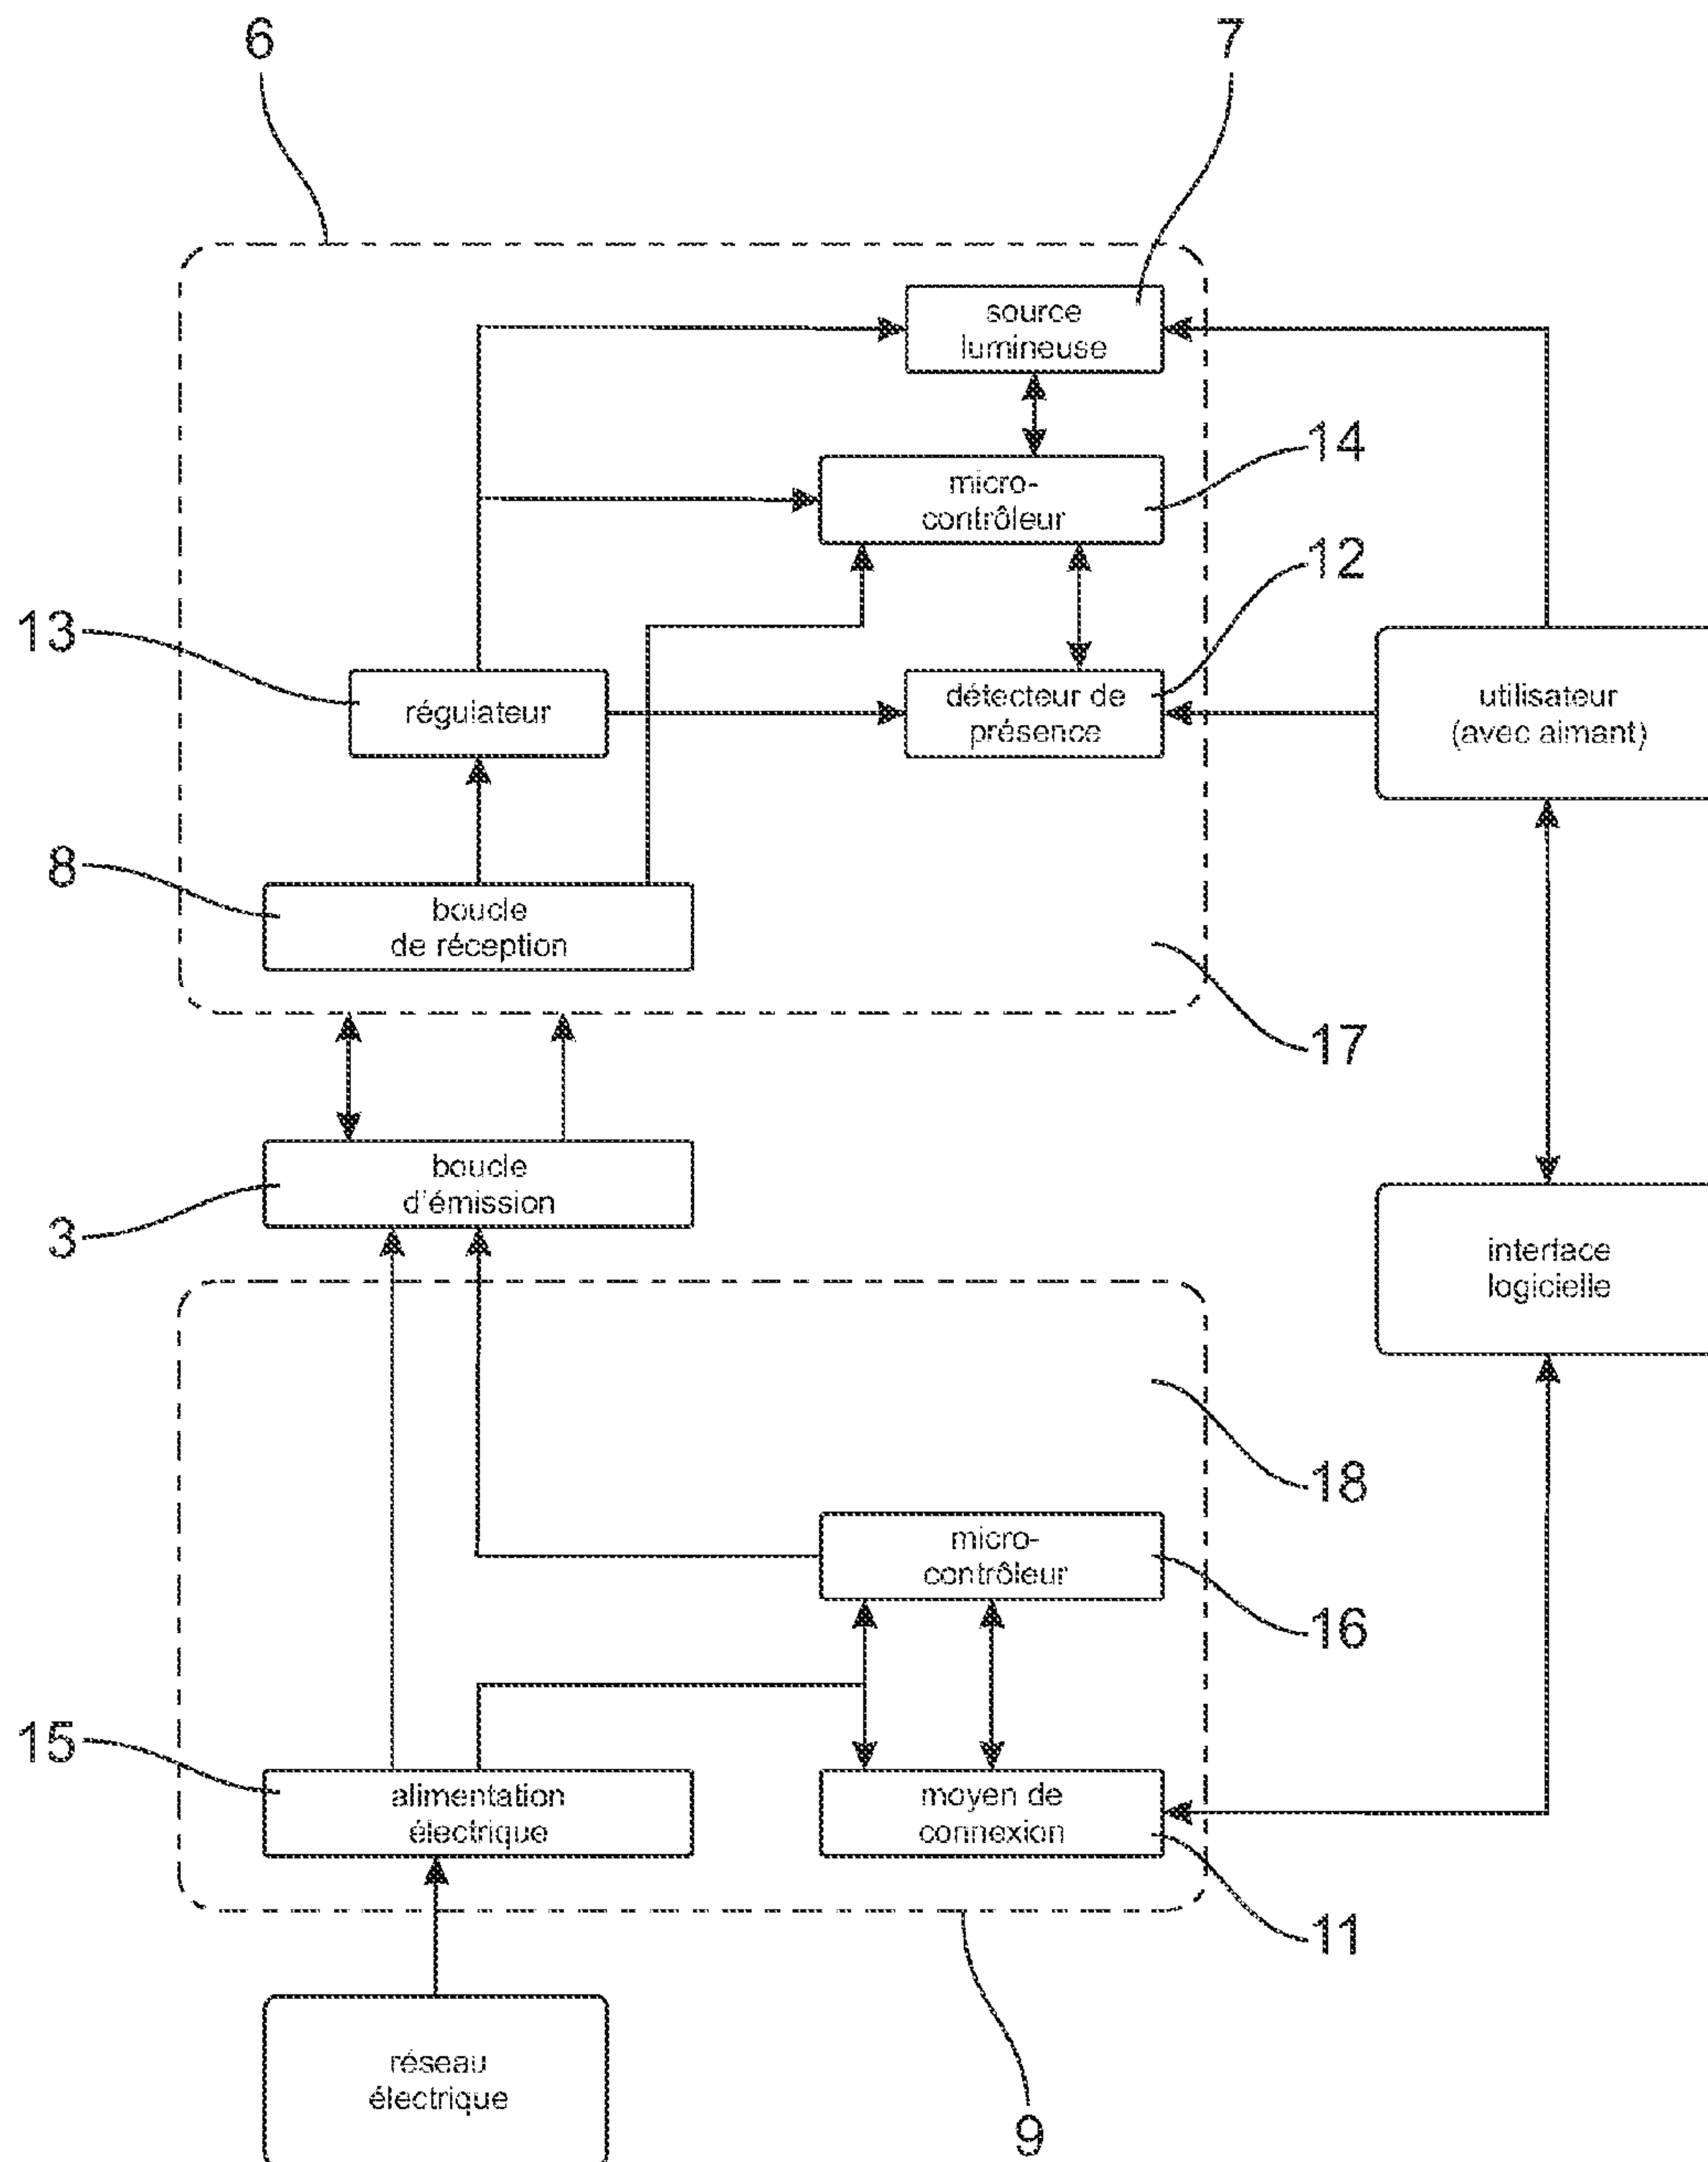 6
7
source
lumineuse
14
micro-
contrôleur
12
13
régulateur
détecteur de
présence
utilisateur
(avec aimant)
8
boucle
de réception
17
boucle
d'émission
3
interface
logicielle
18
micro-
contrôleur
16
15
alimentation
électrique
moyen de
connexion
11
réseau
électrique
9